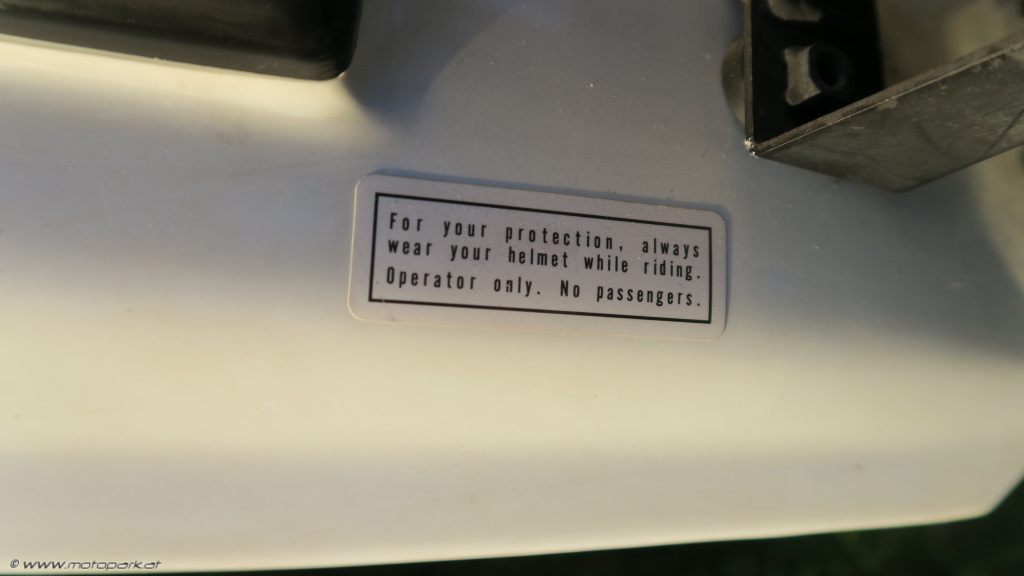 For your protection, always
wear your helmet while riding.
Operator only. No passengers.
© www.motopark.at